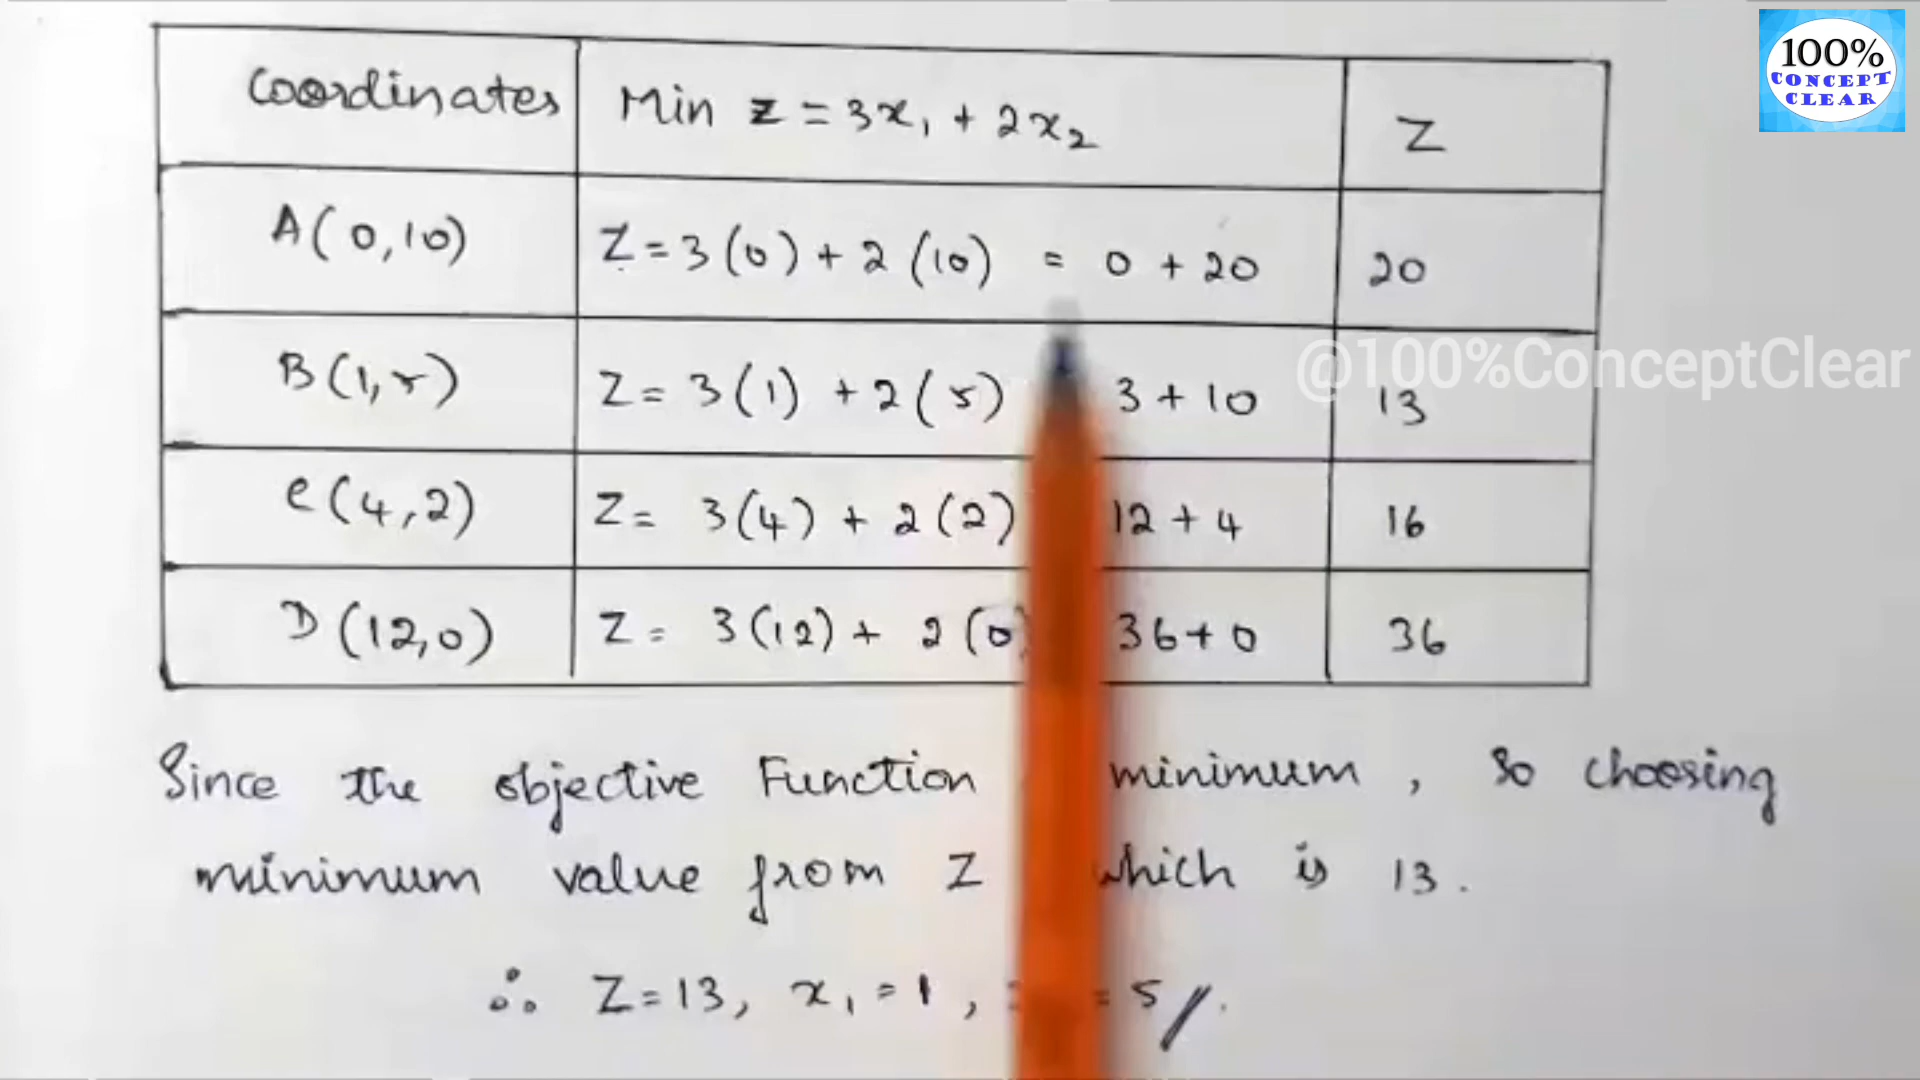 100%
CONCEPT
CLEAR
Coordinates Min Z = 3x₁ + 2x₂ Z
A(0,10) Z = 3(0) + 2(10) = 0 + 20 20
@100%ConceptClear
B(1,5) Z = 3(1) + 2(5) 3 + 10 13
C(4,2) Z = 3(4) + 2(2) 12 + 4 16
D(12,0) Z = 3(12) + 2(0) 36 + 0 36
Since the objective Function minimum, so choosing
minimum value from Z which is 13.
∴ Z = 13, x₁ = 1, = 5